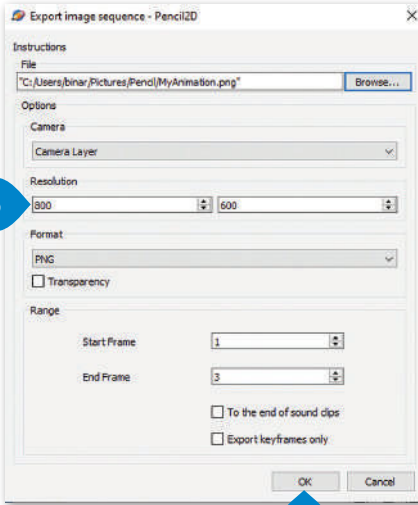 Export image sequence - Pencil2D
Instructions
File
"C:/Users/binar/Pictures/Pencil/MyAnimation.png"
Browse...
Options
Camera
Camera Layer
Resolution
800
600
Format
PNG
Transparency
Range
Start Frame
1
End Frame
3
To the end of sound clips
Export keyframes only
OK
Cancel